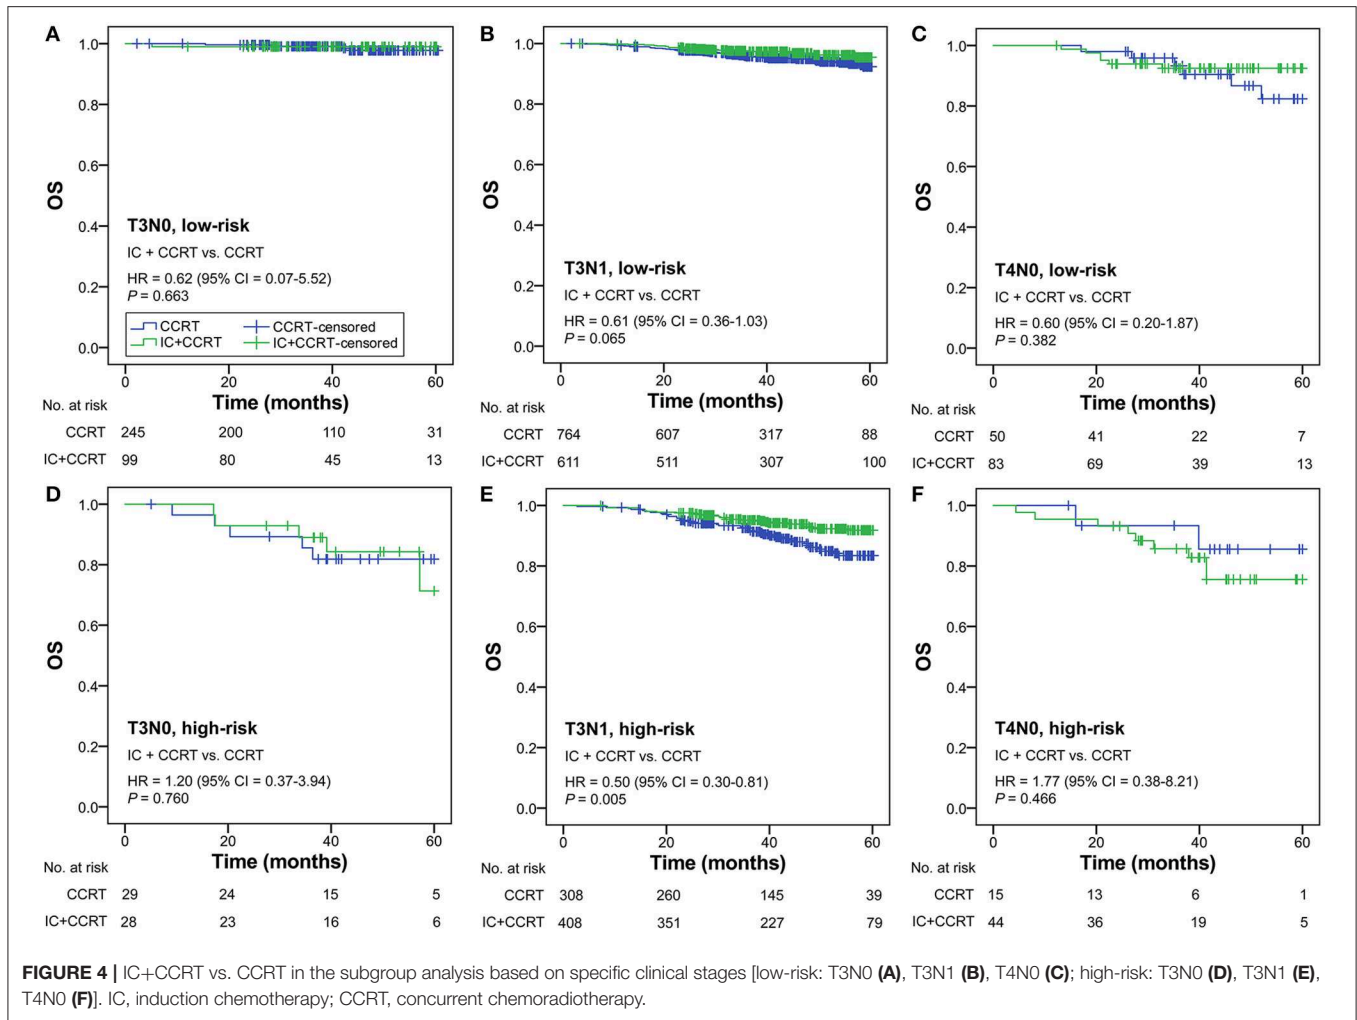 A
1.0
0.8
0.6
0.4
0.2
0.0
OS
T3N0, low-risk
IC + CCRT vs. CCRT
HR = 0.62 (95% CI = 0.07-5.52)
P = 0.663
CCRT CCRT-censored
IC+CCRT IC+CCRT-censored
0 20 40 60
No. at risk Time (months)
CCRT 245 200 110 31
IC+CCRT 99 80 45 13
B
1.0
0.8
0.6
0.4
0.2
0.0
OS
T3N1, low-risk
IC + CCRT vs. CCRT
HR = 0.61 (95% CI = 0.36-1.03)
P = 0.065
0 20 40 60
No. at risk Time (months)
CCRT 764 607 317 88
IC+CCRT 611 511 307 100
C
1.0
0.8
0.6
0.4
0.2
0.0
OS
T4N0, low-risk
IC + CCRT vs. CCRT
HR = 0.60 (95% CI = 0.20-1.87)
P = 0.382
0 20 40 60
No. at risk Time (months)
CCRT 50 41 22 7
IC+CCRT 83 69 39 13
D
1.0
0.8
0.6
0.4
0.2
0.0
OS
T3N0, high-risk
IC + CCRT vs. CCRT
HR = 1.20 (95% CI = 0.37-3.94)
P = 0.760
0 20 40 60
No. at risk Time (months)
CCRT 29 24 15 5
IC+CCRT 28 23 16 6
E
1.0
0.8
0.6
0.4
0.2
0.0
OS
T3N1, high-risk
IC + CCRT vs. CCRT
HR = 0.50 (95% CI = 0.30-0.81)
P = 0.005
0 20 40 60
No. at risk Time (months)
CCRT 308 260 145 39
IC+CCRT 408 351 227 79
F
1.0
0.8
0.6
0.4
0.2
0.0
OS
T4N0, high-risk
IC + CCRT vs. CCRT
HR = 1.77 (95% CI = 0.38-8.21)
P = 0.466
0 20 40 60
No. at risk Time (months)
CCRT 15 13 6 1
IC+CCRT 44 36 19 5
FIGURE 4 | IC+CCRT vs. CCRT in the subgroup analysis based on specific clinical stages [low-risk: T3N0 (A), T3N1 (B), T4N0 (C); high-risk: T3N0 (D), T3N1 (E),
T4N0 (F)]. IC, induction chemotherapy; CCRT, concurrent chemoradiotherapy.